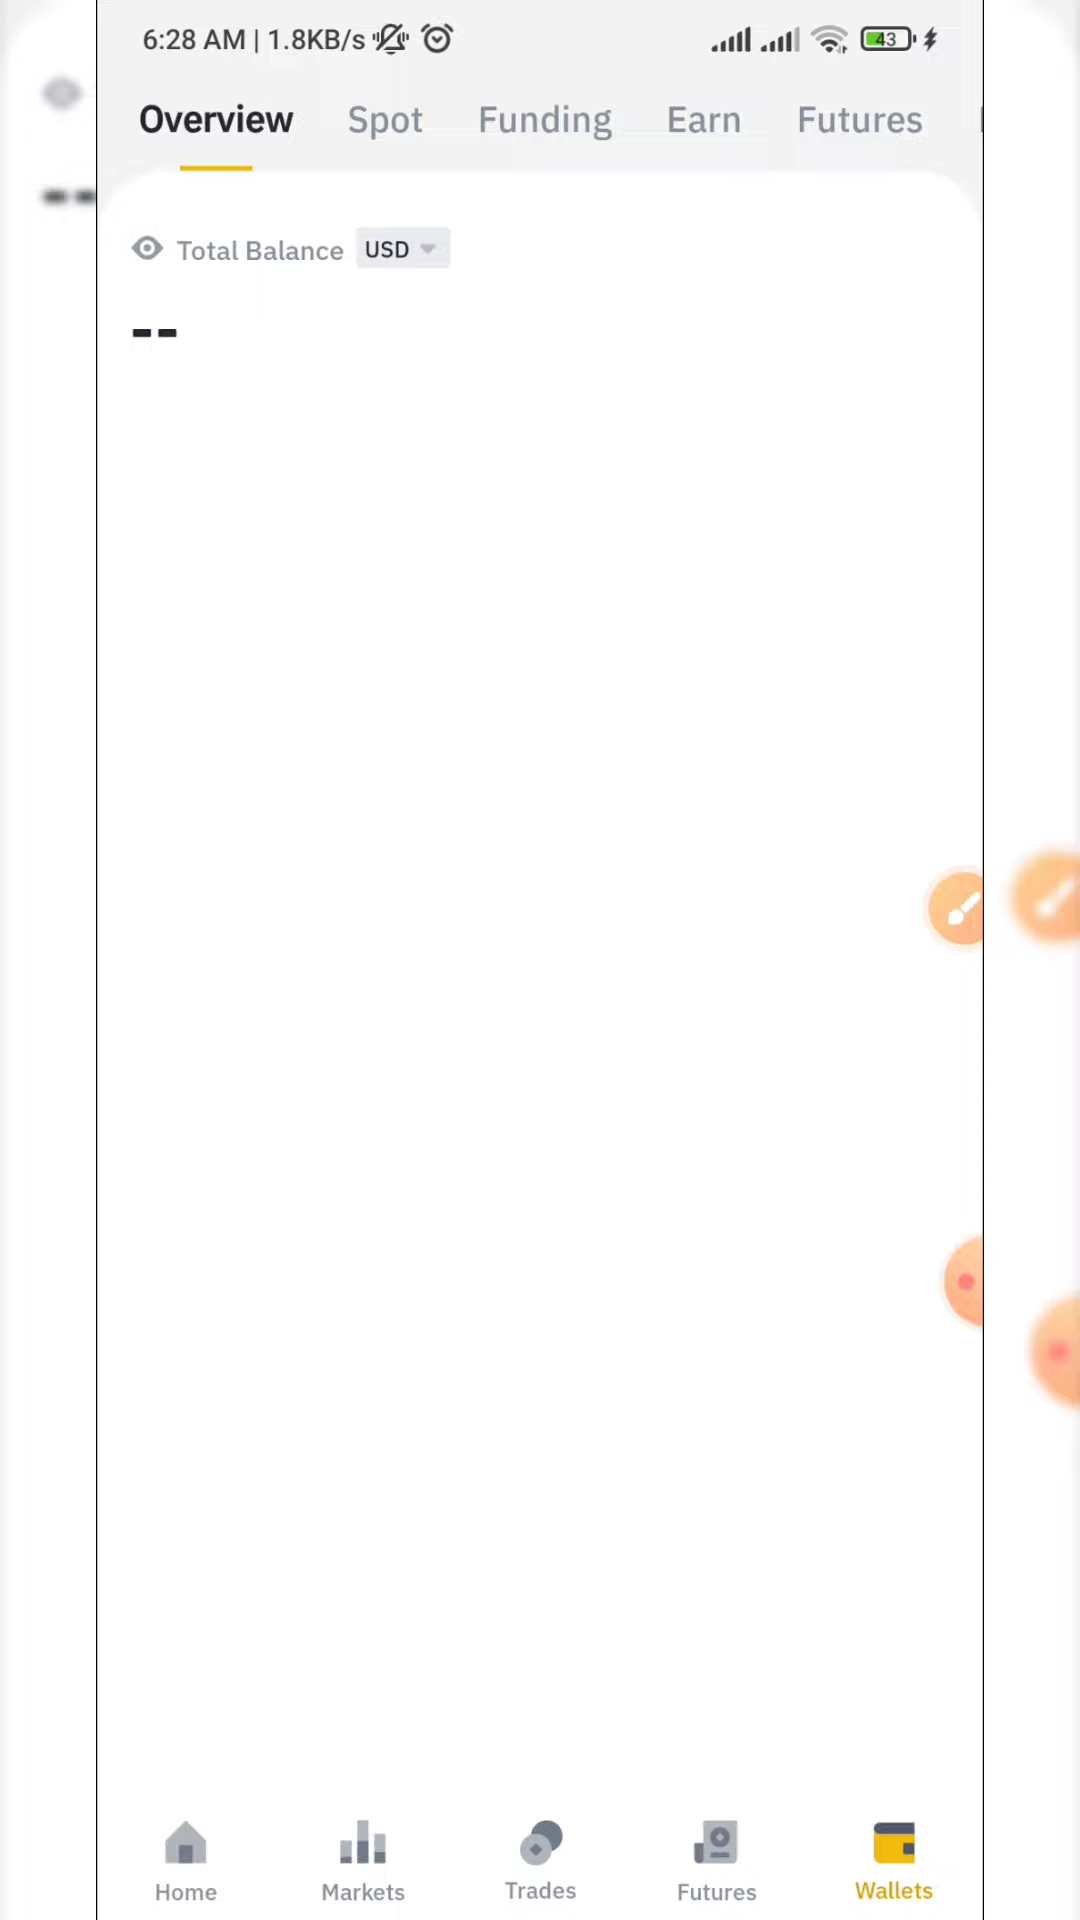 6:28 AM | 1.8KB/s 43
Overview Spot Funding Earn Futures
Total Balance USD
--
Home Markets Trades Futures Wallets